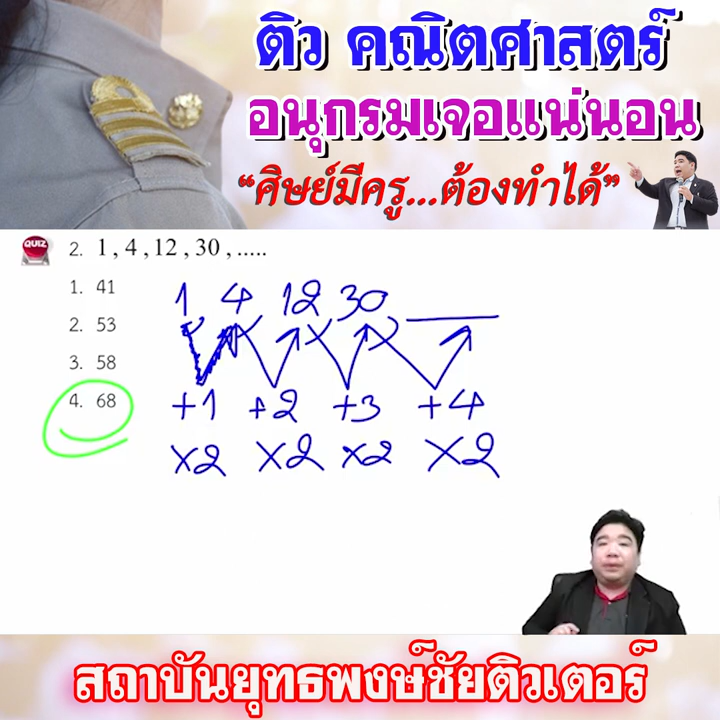 ติว คณิตศาสตร์
อนุกรมเจอแน่นอน
“ศิษย์มีครู...ต้องทำได้”
QUIZ 2. 1 , 4 , 12 , 30 , .....
1. 41
2. 53
3. 58
4. 68
1 4 12 30
+1 +2 +3 +4
×2 ×2 ×2 ×2
สถาบันยุทธพงษ์ชัยติวเตอร์